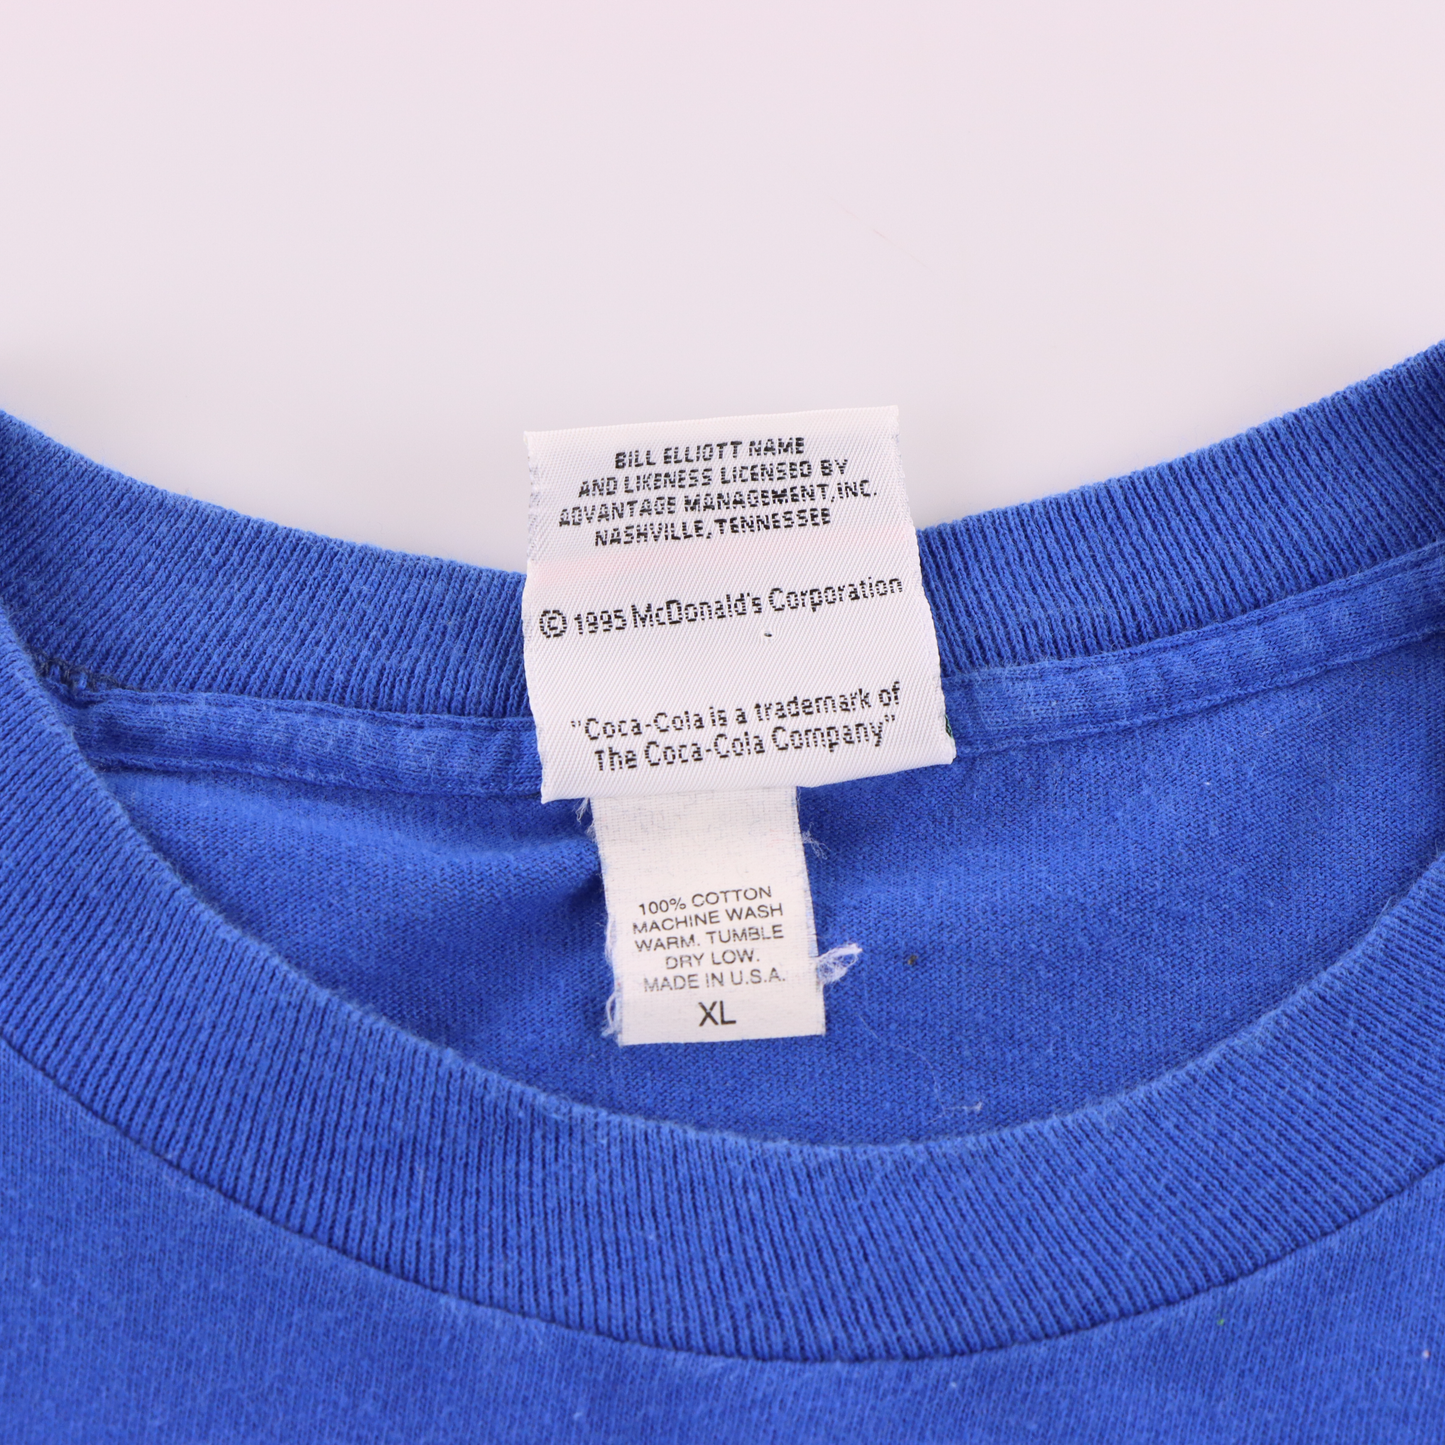 BILL ELLIOTT NAME
AND LIKENESS LICENSED BY
ADVANTAGE MANAGEMENT, INC.
NASHVILLE, TENNESSEE
© 1995 McDonald's Corporation
"Coca-Cola is a trademark of
The Coca-Cola Company"
100% COTTON
MACHINE WASH
WARM. TUMBLE
DRY LOW.
MADE IN U.S.A.
XL